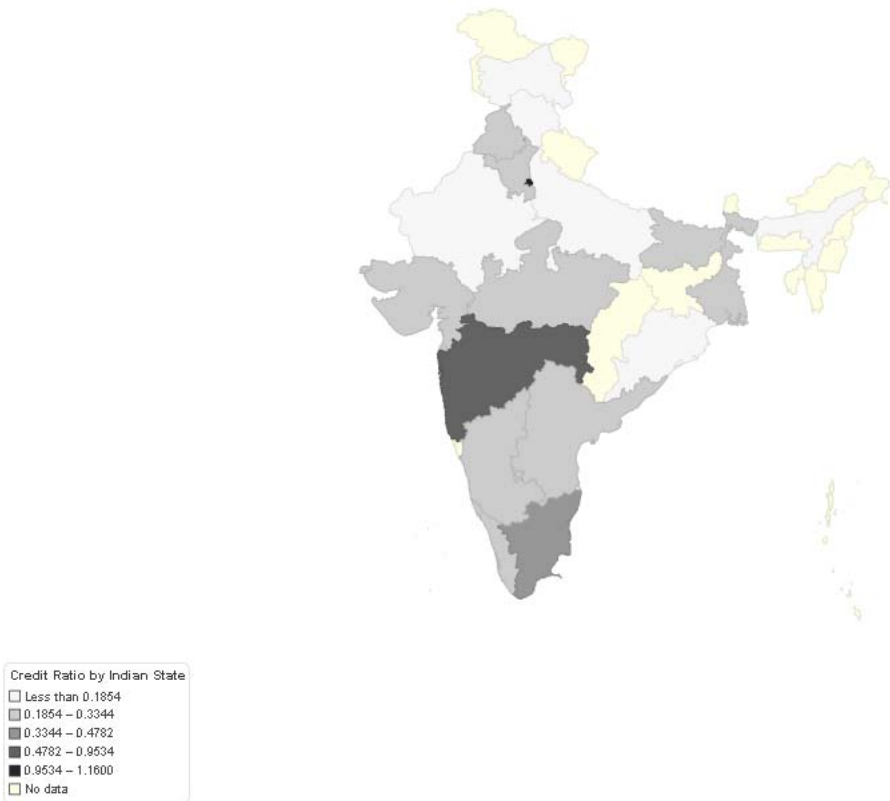 Credit Ratio by Indian State
Less than 0.1854
0.1854 – 0.3344
0.3344 – 0.4782
0.4782 – 0.9534
0.9534 – 1.1600
No data